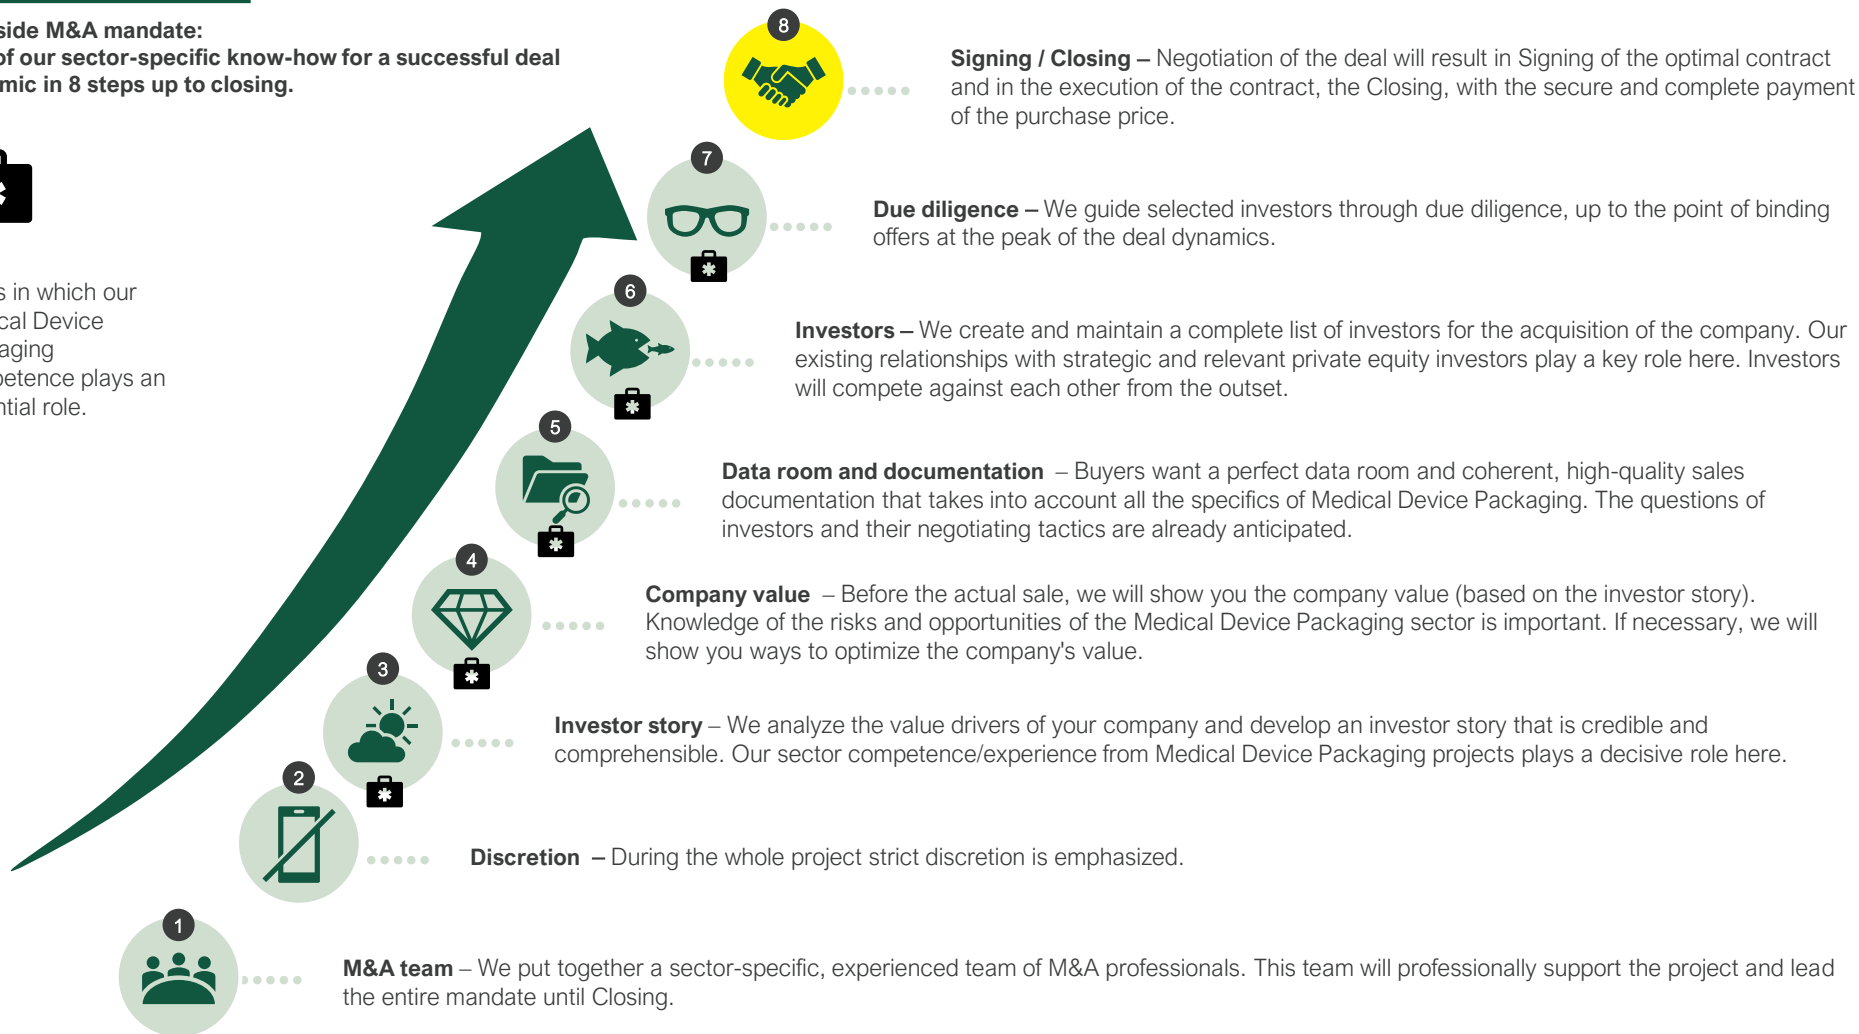 side M&A mandate:
of our sector-specific know-how for a successful deal
in 8 steps up to closing.
in which our
Device
plays an
role.
8
Signing / Closing – Negotiation of the deal will result in Signing of the optimal contract
and in the execution of the contract, the Closing, with the secure and complete payment
of the purchase price.
7
Due diligence – We guide selected investors through due diligence, up to the point of binding
offers at the peak of the deal dynamics.
6
Investors – We create and maintain a complete list of investors for the acquisition of the company. Our
existing relationships with strategic and relevant private equity investors play a key role here. Investors
will compete against each other from the outset.
5
Data room and documentation – Buyers want a perfect data room and coherent, high-quality sales
documentation that takes into account all the specifics of Medical Device Packaging. The questions of
investors and their negotiating tactics are already anticipated.
4
Company value – Before the actual sale, we will show you the company value (based on the investor story).
Knowledge of the risks and opportunities of the Medical Device Packaging sector is important. If necessary, we will
show you ways to optimize the company's value.
3
Investor story – We analyze the value drivers of your company and develop an investor story that is credible and
comprehensible. Our sector competence/experience from Medical Device Packaging projects plays a decisive role here.
2
Discretion – During the whole project strict discretion is emphasized.
1
M&A team – We put together a sector-specific, experienced team of M&A professionals. This team will professionally support the project and lead
the entire mandate until Closing.